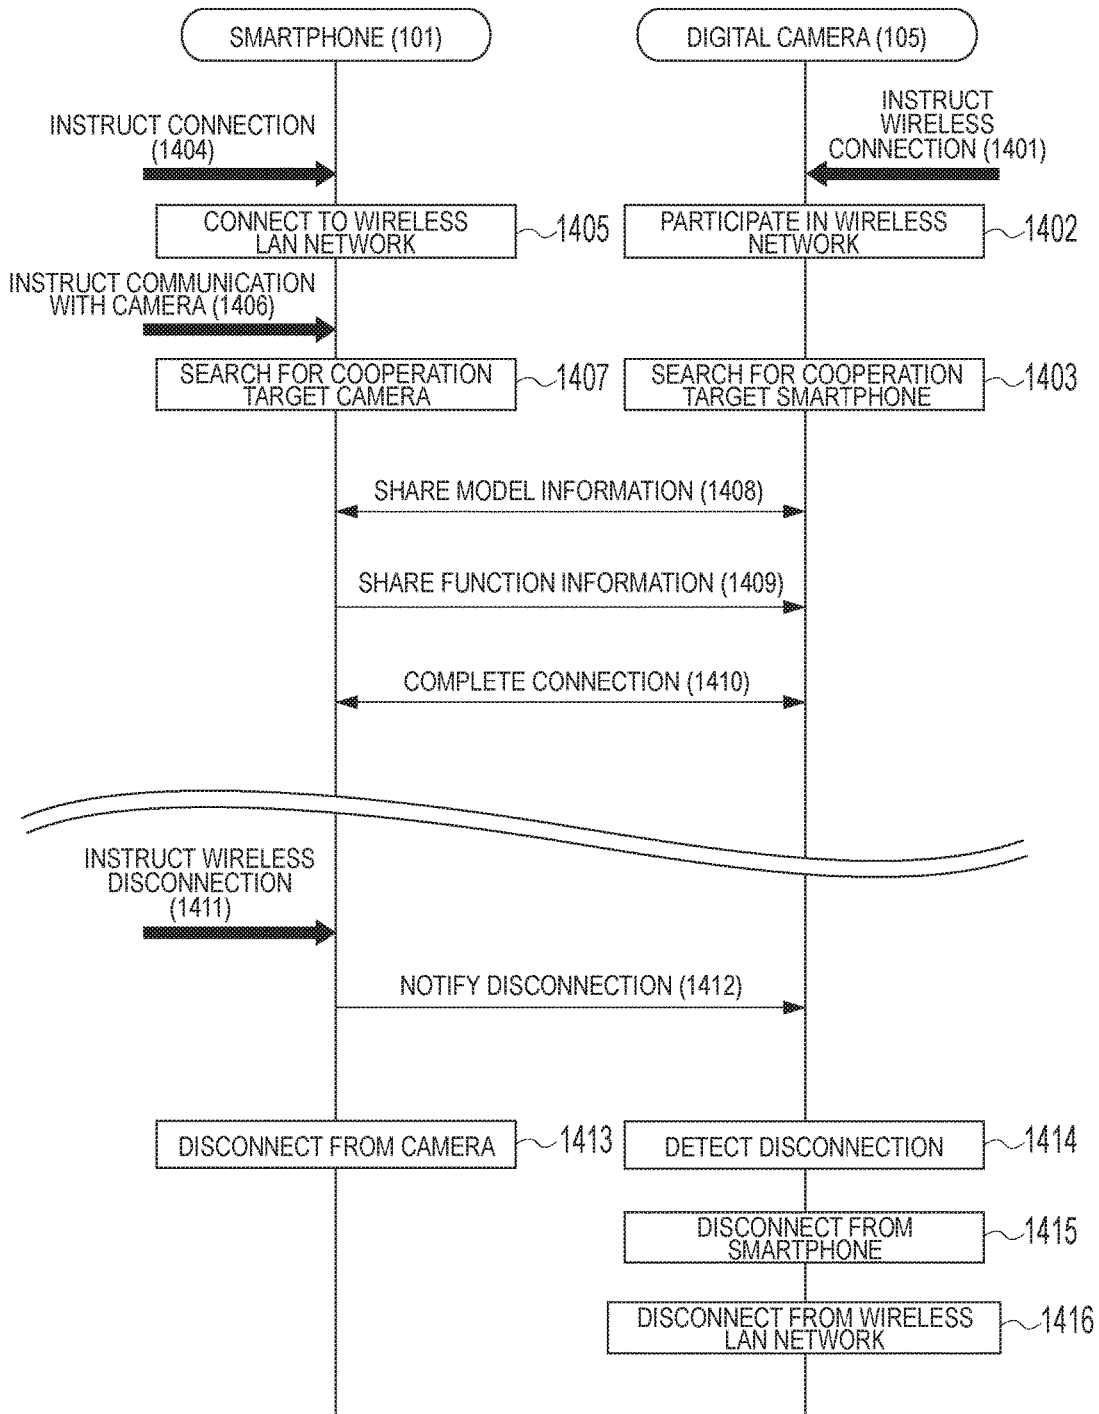 SMARTPHONE (101)
DIGITAL CAMERA (105)
INSTRUCT CONNECTION
(1404)
INSTRUCT
WIRELESS
CONNECTION (1401)
CONNECT TO WIRELESS
LAN NETWORK
1405
PARTICIPATE IN WIRELESS
NETWORK
1402
INSTRUCT COMMUNICATION
WITH CAMERA (1406)
SEARCH FOR COOPERATION
TARGET CAMERA
1407
SEARCH FOR COOPERATION
TARGET SMARTPHONE
1403
SHARE MODEL INFORMATION (1408)
SHARE FUNCTION INFORMATION (1409)
COMPLETE CONNECTION (1410)
INSTRUCT WIRELESS
DISCONNECTION
(1411)
NOTIFY DISCONNECTION (1412)
DISCONNECT FROM CAMERA
1413
DETECT DISCONNECTION
1414
DISCONNECT FROM
SMARTPHONE
1415
DISCONNECT FROM WIRELESS
LAN NETWORK
1416